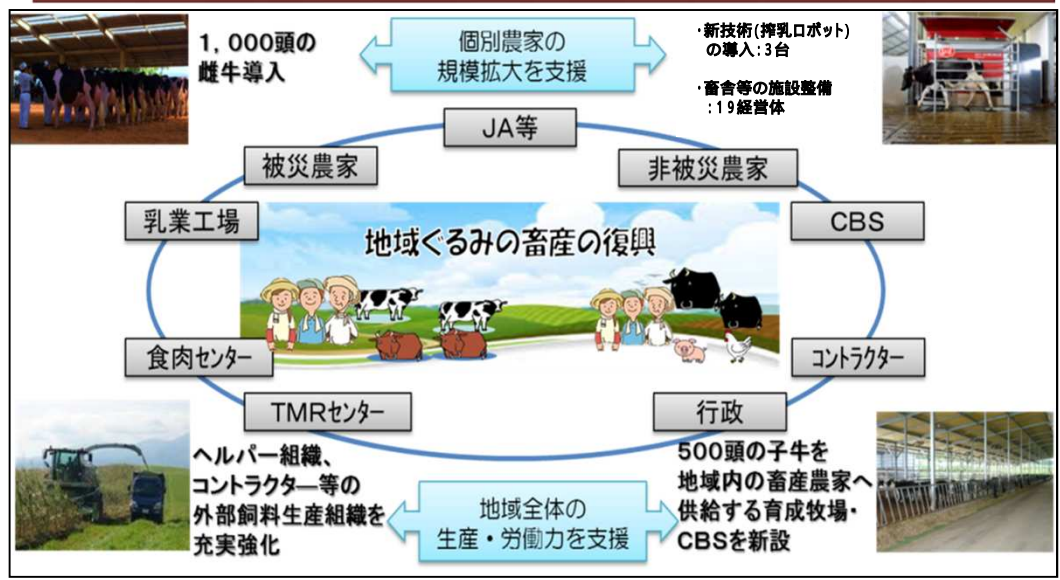 1，000頭の
雌牛導入
個別農家の
規模拡大を支援
･新技術(搾乳ロボット)
の導入：3台
･畜舎等の施設整備
：19経営体
JA等
被災農家
非被災農家
乳業工場
CBS
地域ぐるみの畜産の復興
食肉センター
コントラクター
TMRセンター
行政
ヘルパー組織、
コントラクタ―等の
外部飼料生産組織を
充実強化
地域全体の
生産・労働力を支援
500頭の子牛を
地域内の畜産農家へ
供給する育成牧場・
CBSを新設